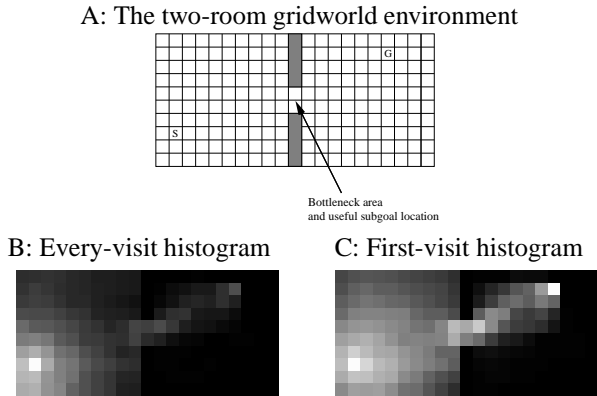 A: The two-room gridworld environment
G
S
Bottleneck area
and useful subgoal location
B: Every-visit histogram
C: First-visit histogram